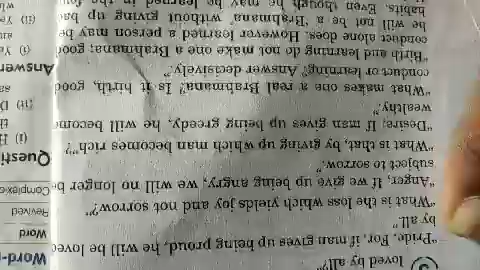 loved by all?"
"Pride. For, if man gives up being proud, he will be loved
by all."
"What is the loss which yields joy and not sorrow?"
"Anger, If we give up being angry, we will no longer
subject to sorrow."
"What is that, by giving up which man becomes rich"?"
"Desire; If man gives up being greedy, he will become
wealthy."
"What makes one a real Brahmana? Is it birth, good
conduct or learning? Answer decisively."
"Birth and learning do not make one a Brahmana; good
conduct alone does. However learned a person may be
will not be a Brahmana without giving up bad
habits. Even though he may be learned in the
Word
Revived
Complexe
Questi
(i)
(ii)
Answer
(i)
(ii)